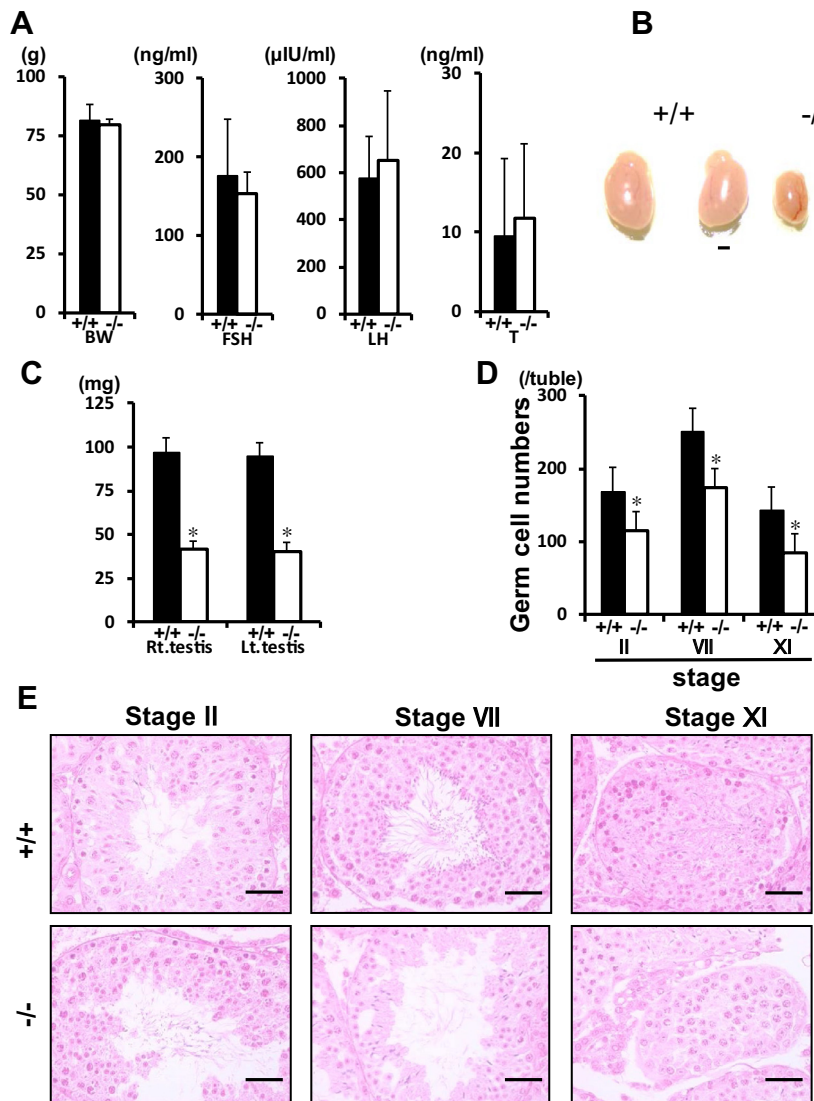 A
(g)
100
75
50
25
0
+/+ -/-
BW
(ng/ml)
300
200
100
0
+/+ -/-
FSH
(µIU/ml)
1000
800
600
400
200
0
+/+ -/-
LH
(ng/ml)
30
20
10
0
+/+ -/-
T
B
+/+
-/
C
(mg)
125
100
75
50
25
0
*
*
+/+ -/- +/+ -/-
Rt.testis Lt.testis
D
(/tuble)
Germ cell numbers
300
200
100
0
*
*
*
+/+ -/- +/+ -/- +/+ -/-
II VII XI
stage
E
Stage II Stage VII Stage XI
+/+
-/-